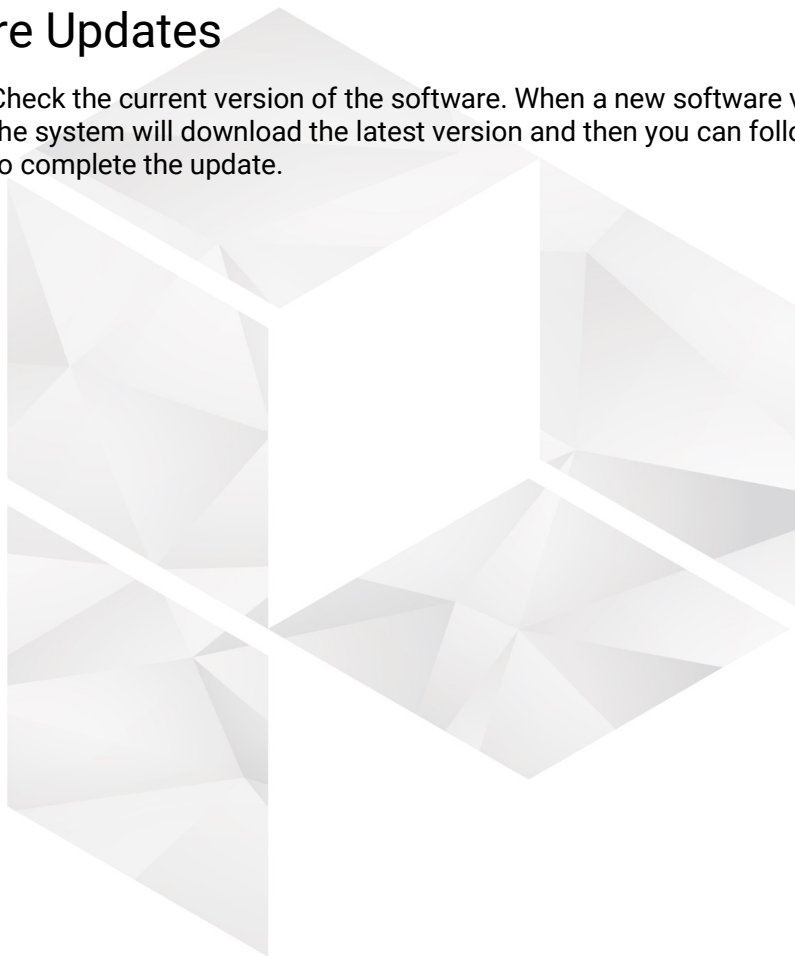 re Updates
Check the current version of the software. When a new software v
he system will download the latest version and then you can follo
o complete the update.